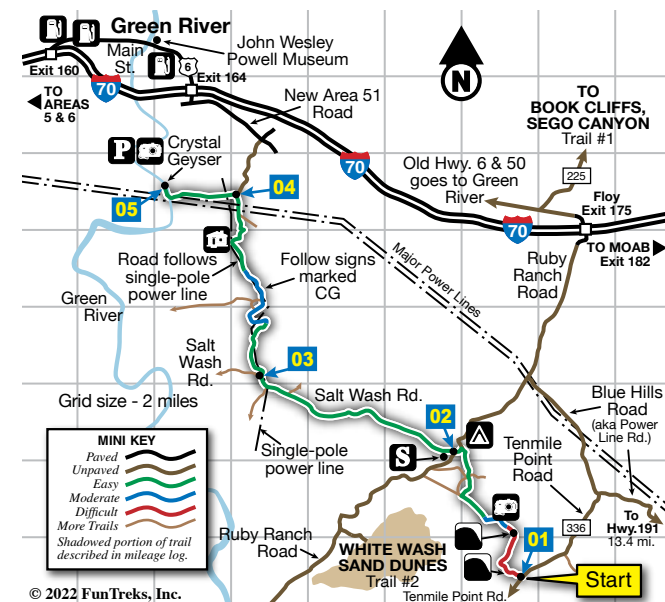 Green River
Main
St.
John Wesley
Powell Museum
6
Exit 160
Exit 164
70
TO
AREAS
5 & 6
New Area 51
Road
TO
BOOK CLIFFS,
SEGO CANYON
Trail #1
P
Crystal
Geyser
N
70
Old Hwy. 6 & 50
goes to Green
River
225
Floy
Exit 175
04
05
70
TO MOAB
Exit 182
Road follows
single-pole
power line
Follow signs
marked
CG
Major Power Lines
Ruby
Ranch
Road
Green
River
Salt
Wash
Rd.
03
Grid size - 2 miles
Salt Wash Rd.
02
Blue Hills
Road
(aka Power
Line Rd.)
MINI KEY
Paved
Unpaved
Easy
Moderate
Difficult
More Trails
Shadowed portion of trail
described in mileage log.
Single-pole
power line
S
Tenmile
Point
Road
To
Hwy.191
13.4 mi.
336
01
Ruby Ranch
Road
WHITE WASH
SAND DUNES
Trail #2
Start
Tenmile Point Rd.
© 2022 FunTreks, Inc.